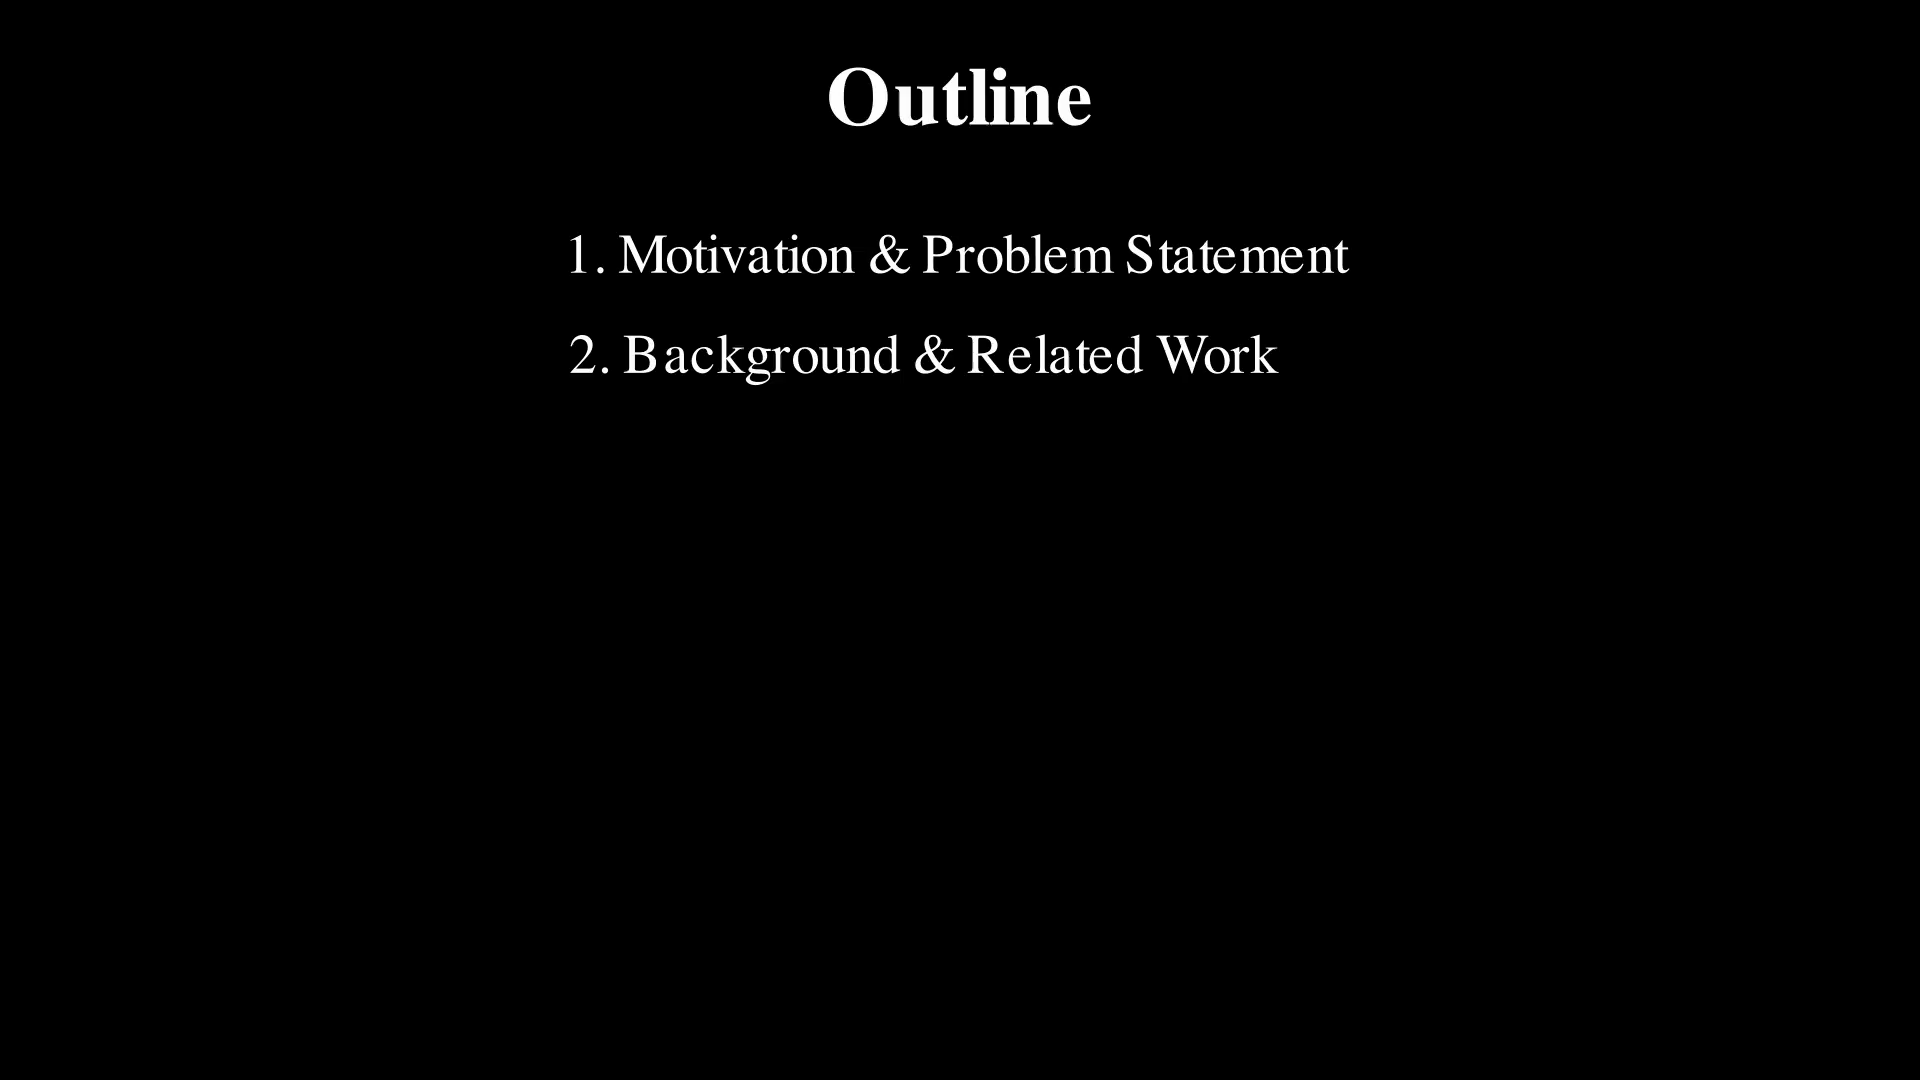 Outline
1. Motivation & Problem Statement
2. Background & Related Work